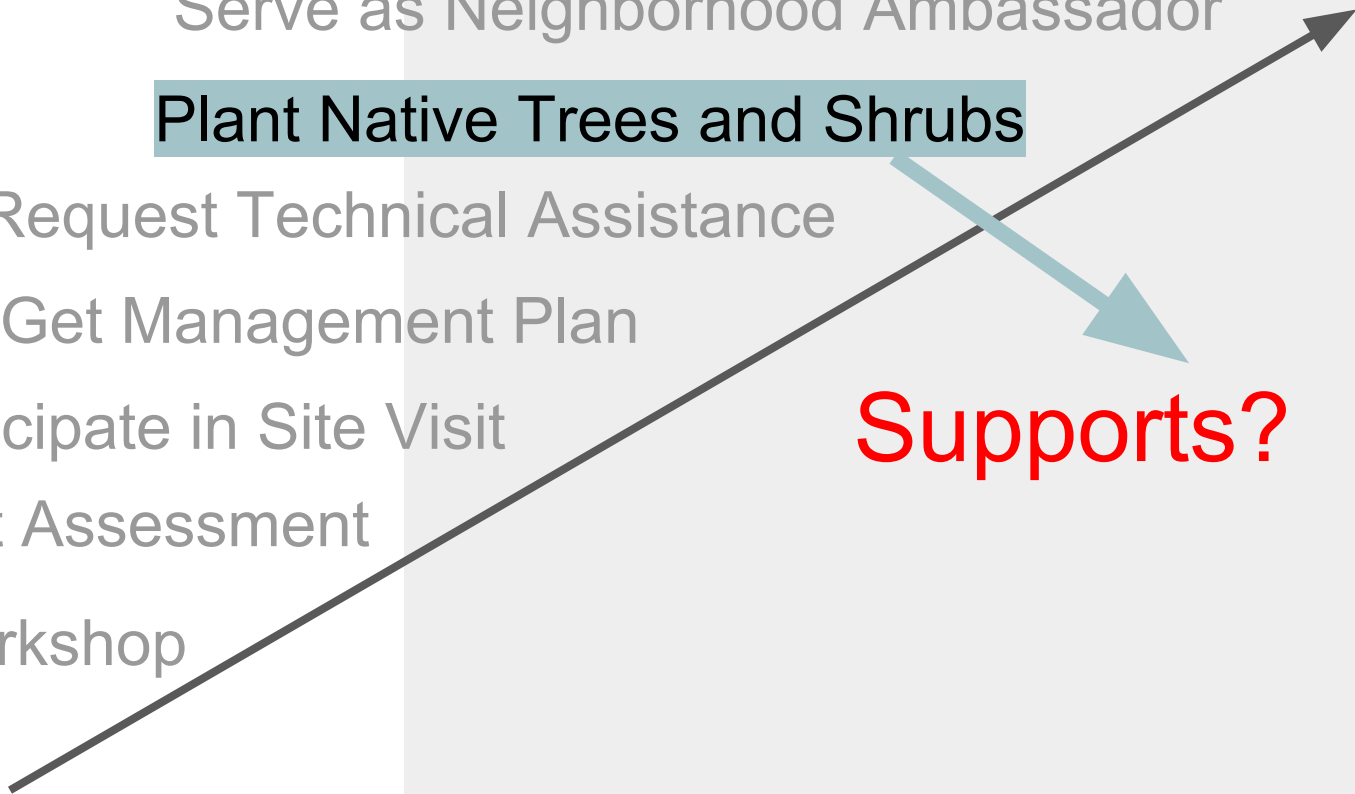 Serve as Neighborhood Ambassador
Plant Native Trees and Shrubs
Request Technical Assistance
Get Management Plan
cipate in Site Visit
t Assessment
rkshop
Supports?